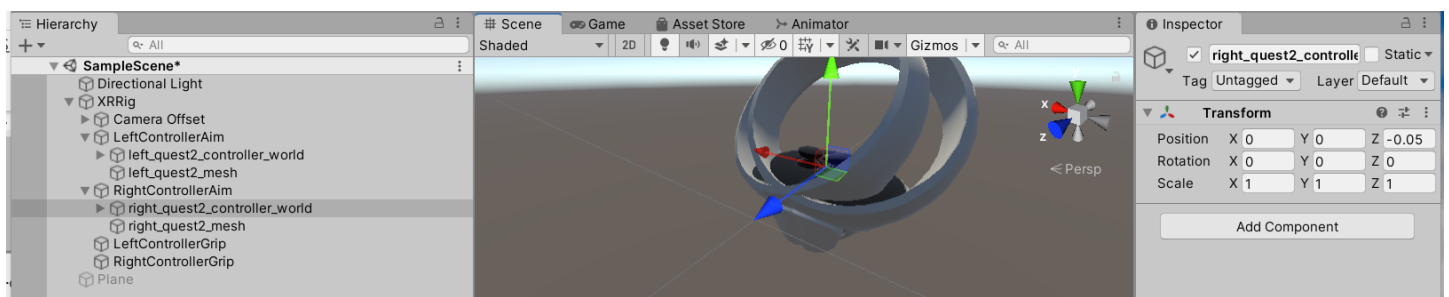 Hierarchy
All
SampleScene*
Directional Light
XRRig
Camera Offset
LeftControllerAim
left_quest2_controller_world
left_quest2_mesh
RightControllerAim
right_quest2_controller_world
right_quest2_mesh
LeftControllerGrip
RightControllerGrip
Plane
Scene Game Asset Store Animator
Shaded 2D 0 Gizmos All
x
z
Persp
Inspector
right_quest2_controlle Static
Tag Untagged Layer Default
Transform
Position X 0 Y 0 Z -0.05
Rotation X 0 Y 0 Z 0
Scale X 1 Y 1 Z 1
Add Component